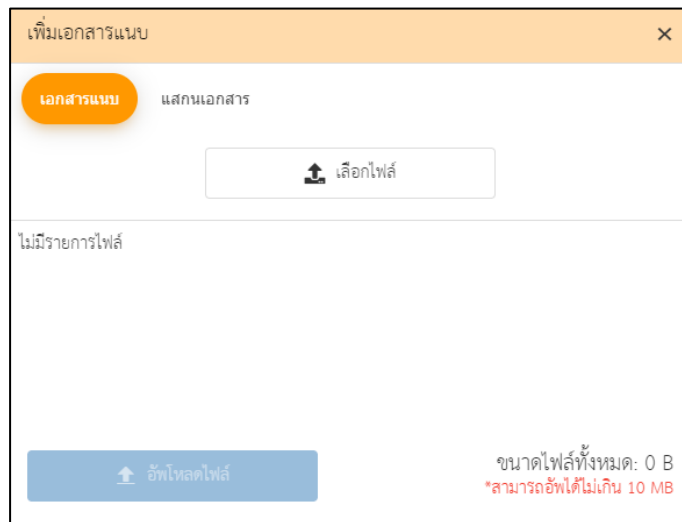 เพิ่มเอกสารแนบ
เอกสารแนบ แสกนเอกสาร
เลือกไฟล์
ไม่มีรายการไฟล์
อัพโหลดไฟล์
ขนาดไฟล์ทั้งหมด: 0 B
*สามารถอัพได้ไม่เกิน 10 MB